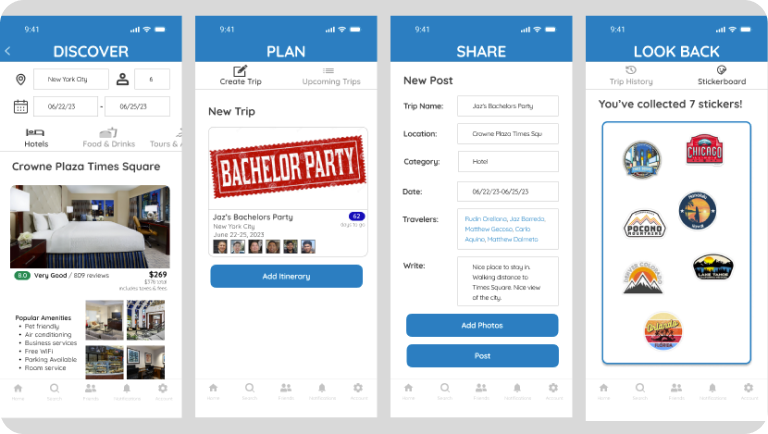 9:41
DISCOVER
New York City
6
06/22/23
-
06/25/23
Hotels
Food & Drinks
Tours &
Crowne Plaza Times Square
8.0 Very Good / 809 reviews
$269
includes taxes & fees
Popular Amenities
• Pet friendly
• Air conditioning
• Business services
• Free WiFi
• Parking Available
• Room service
Home
Search
Friends
Notifications
Account
9:41
PLAN
Create Trip
Upcoming Trips
New Trip
BACHELOR PARTY
Jaz's Bachelors Party
62
New York City
days to go
June 22-25, 2023
Add Itinerary
Home
Search
Friends
Notifications
Account
9:41
SHARE
New Post
Trip Name:
Jaz's Bachelors Party
Location:
Crowne Plaza Times Squ
Category:
Hotel
Date:
06/22/23-06/25/23
Travelers:
Rudin Orellano, Jaz Borreda,
Matthew Gecoso, Carlo
Aquino, Matthew Dolmeto
Write:
Nice place to stay in.
Walking distance to
Times Square. Nice view
of the city.
Add Photos
Post
Home
Search
Friends
Notifications
Account
9:41
LOOK BACK
Trip History
Stickerboard
You've collected 7 stickers!
CHICAGO
Honolulu
Hawaii
POCONO
MOUNTAINS
COLORADO
LAKE TAHOE
Orlando
FLORIDA
Home
Search
Friends
Notifications
Account